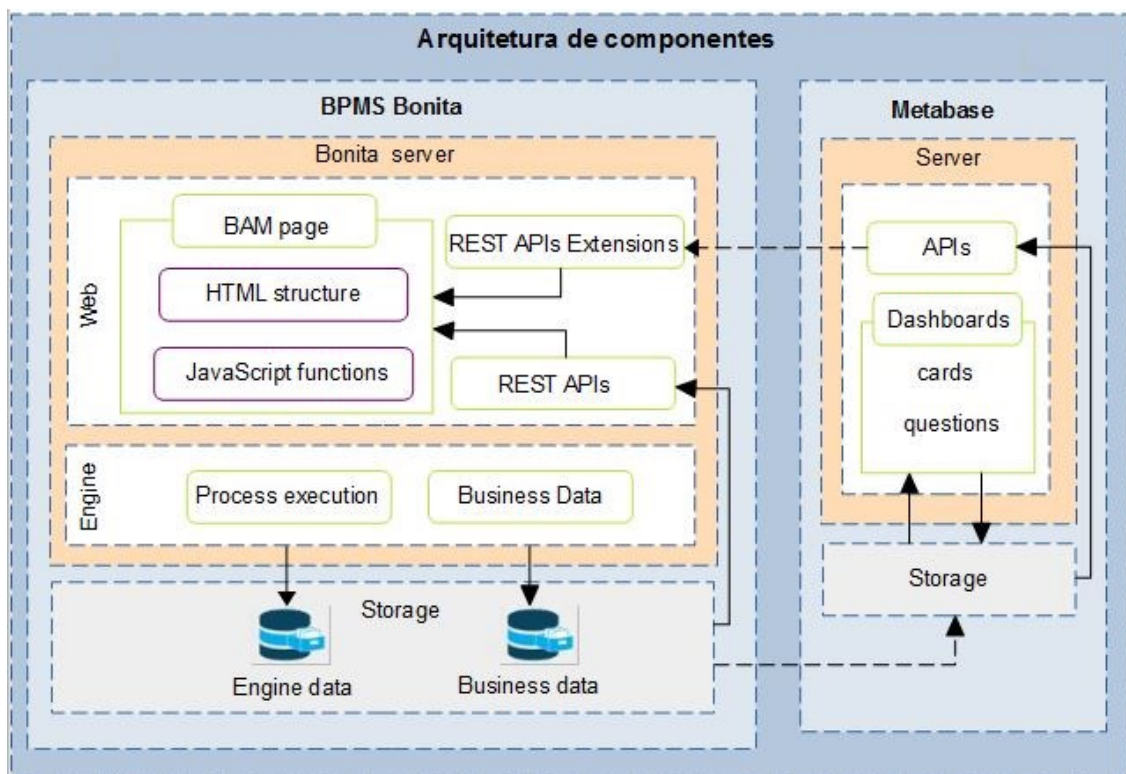 Arquitetura de componentes
BPMS Bonita
Bonita server
Web
BAM page
HTML structure
JavaScript functions
REST APIs Extensions
REST APIs
Engine
Process execution
Business Data
Storage
Engine data
Business data
Metabase
Server
APIs
Dashboards
cards
questions
Storage